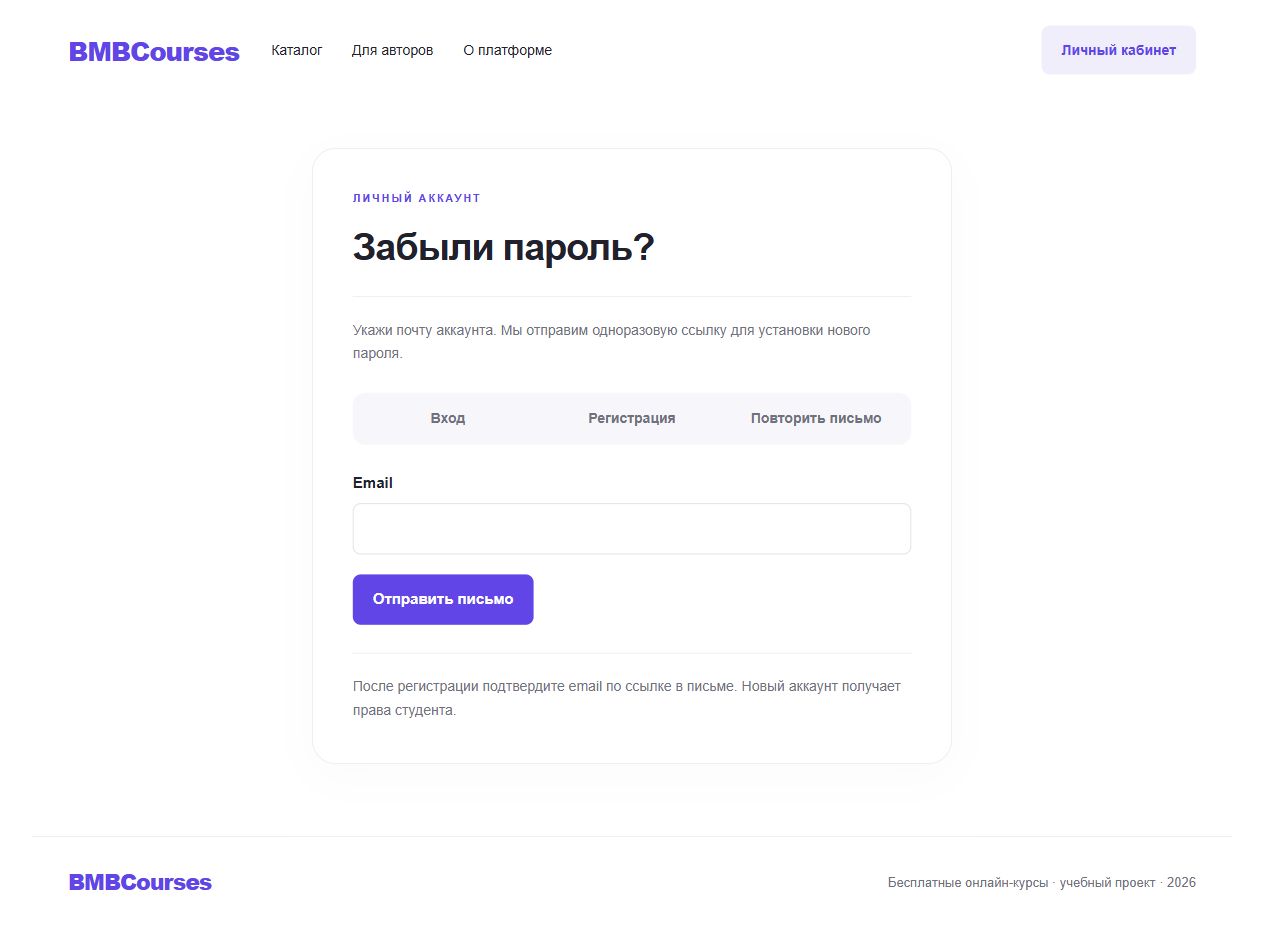 BMBCourses
Каталог
Для авторов
О платформе
Личный кабинет
ЛИЧНЫЙ АККАУНТ
Забыли пароль?
Укажи почту аккаунта. Мы отправим одноразовую ссылку для установки нового
пароля.
Вход
Регистрация
Повторить письмо
Email
Отправить письмо
После регистрации подтвердите email по ссылке в письме. Новый аккаунт получает
права студента.
BMBCourses
Бесплатные онлайн-курсы · учебный проект · 2026